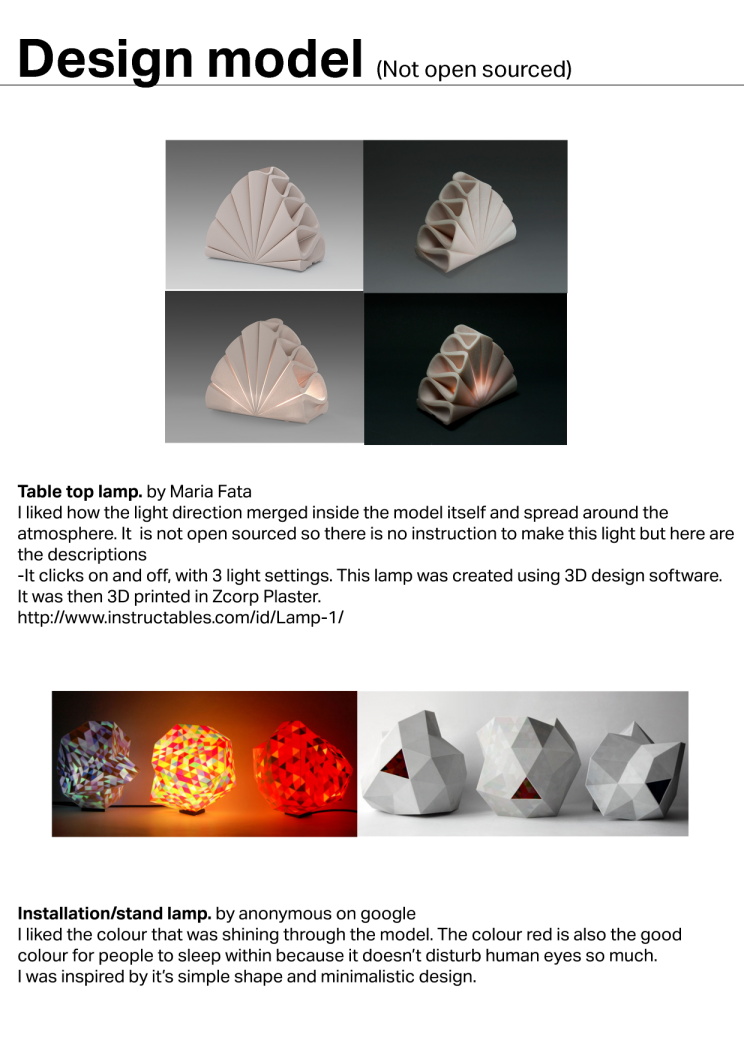 Design model (Not open sourced)
Table top lamp. by Maria Fata
I liked how the light direction merged inside the model itself and spread around the
atmosphere. It  is not open sourced so there is no instruction to make this light but here are
the descriptions
-It clicks on and off, with 3 light settings. This lamp was created using 3D design software.
It was then 3D printed in Zcorp Plaster.
http://www.instructables.com/id/Lamp-1/
Installation/stand lamp. by anonymous on google
I liked the colour that was shining through the model. The colour red is also the good
colour for people to sleep within because it doesn’t disturb human eyes so much.
I was inspired by it’s simple shape and minimalistic design.